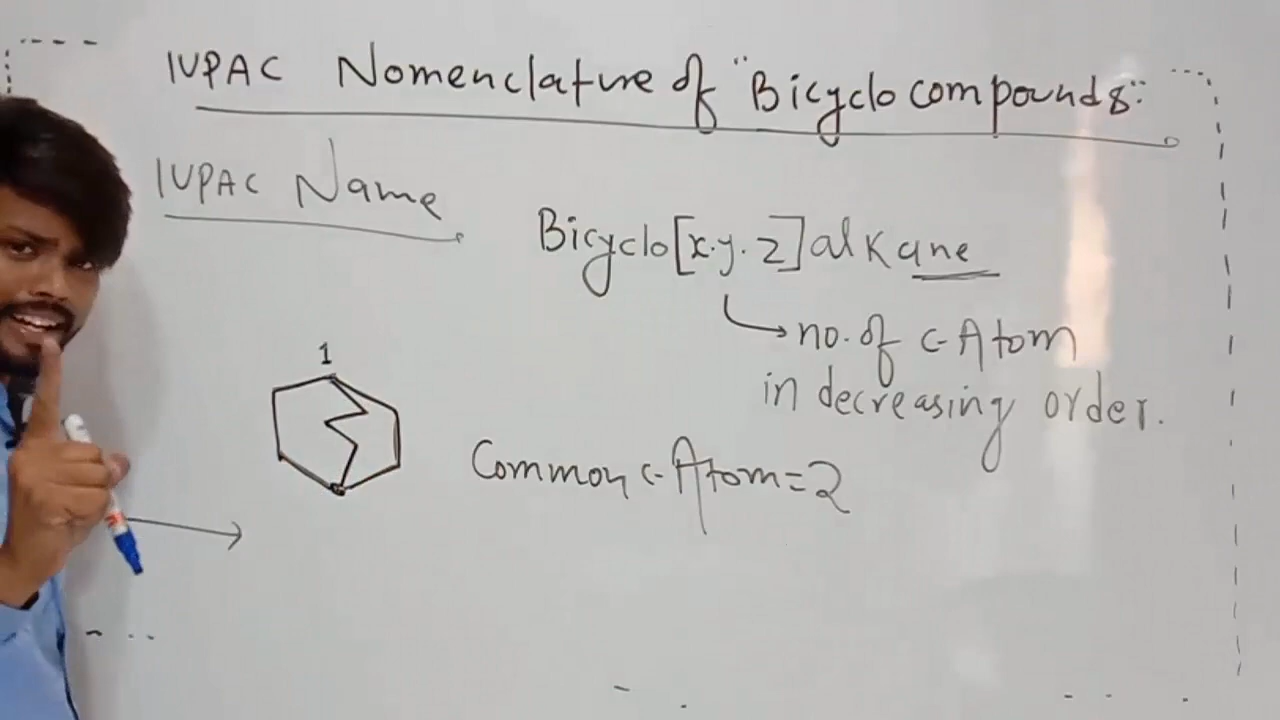 IUPAC Nomenclature of "Bicyclo compounds"
IUPAC Name
Bicyclo[x.y.z]alkane
no. of C-Atom
in decreasing order.
1
Common C-Atom=2